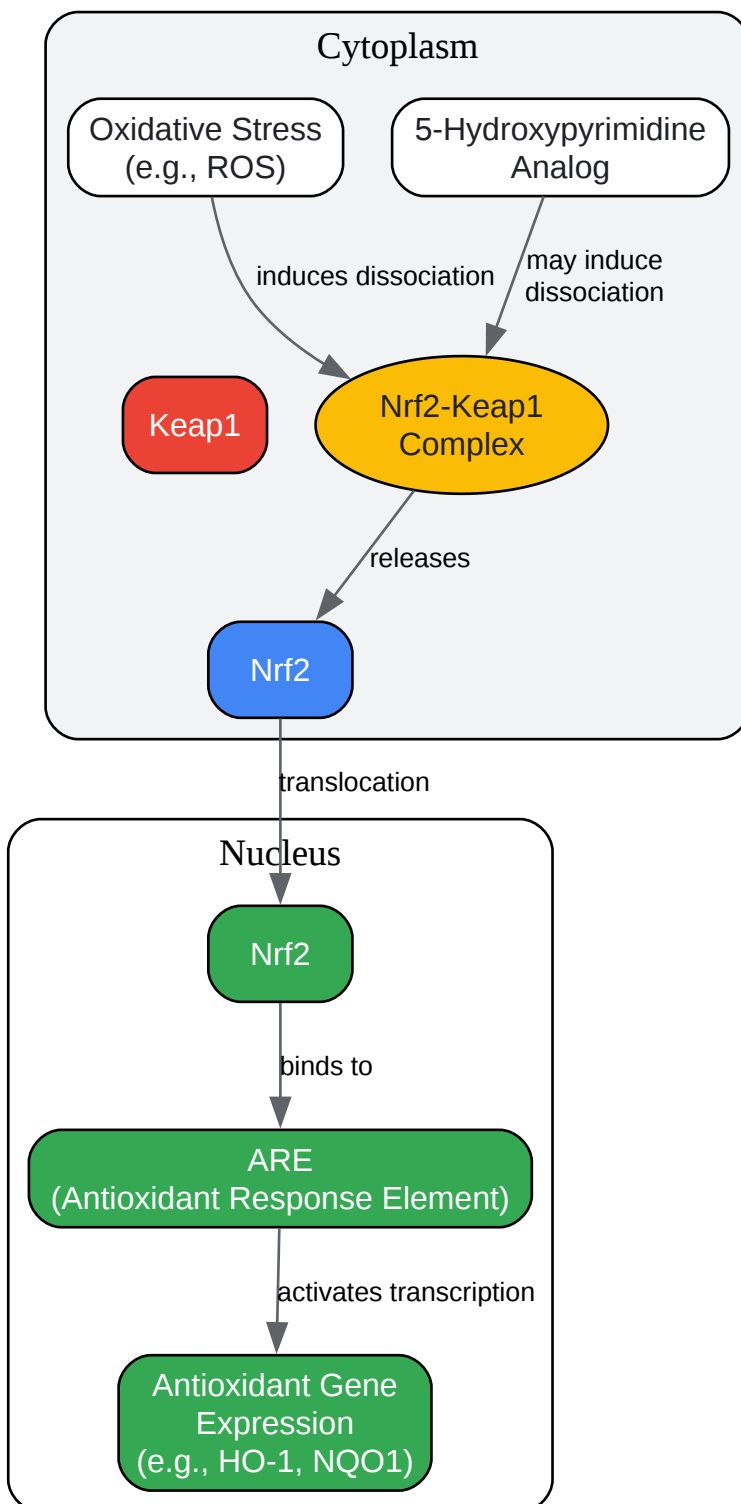 Cytoplasm
Oxidative Stress
(e.g., ROS)
5-Hydroxypyrimidine
Analog
induces dissociation
may induce
dissociation
Keap1
Nrf2-Keap1
Complex
releases
Nrf2
translocation
Nucleus
Nrf2
binds to
ARE
(Antioxidant Response Element)
activates transcription
Antioxidant Gene
Expression
(e.g., HO-1, NQO1)